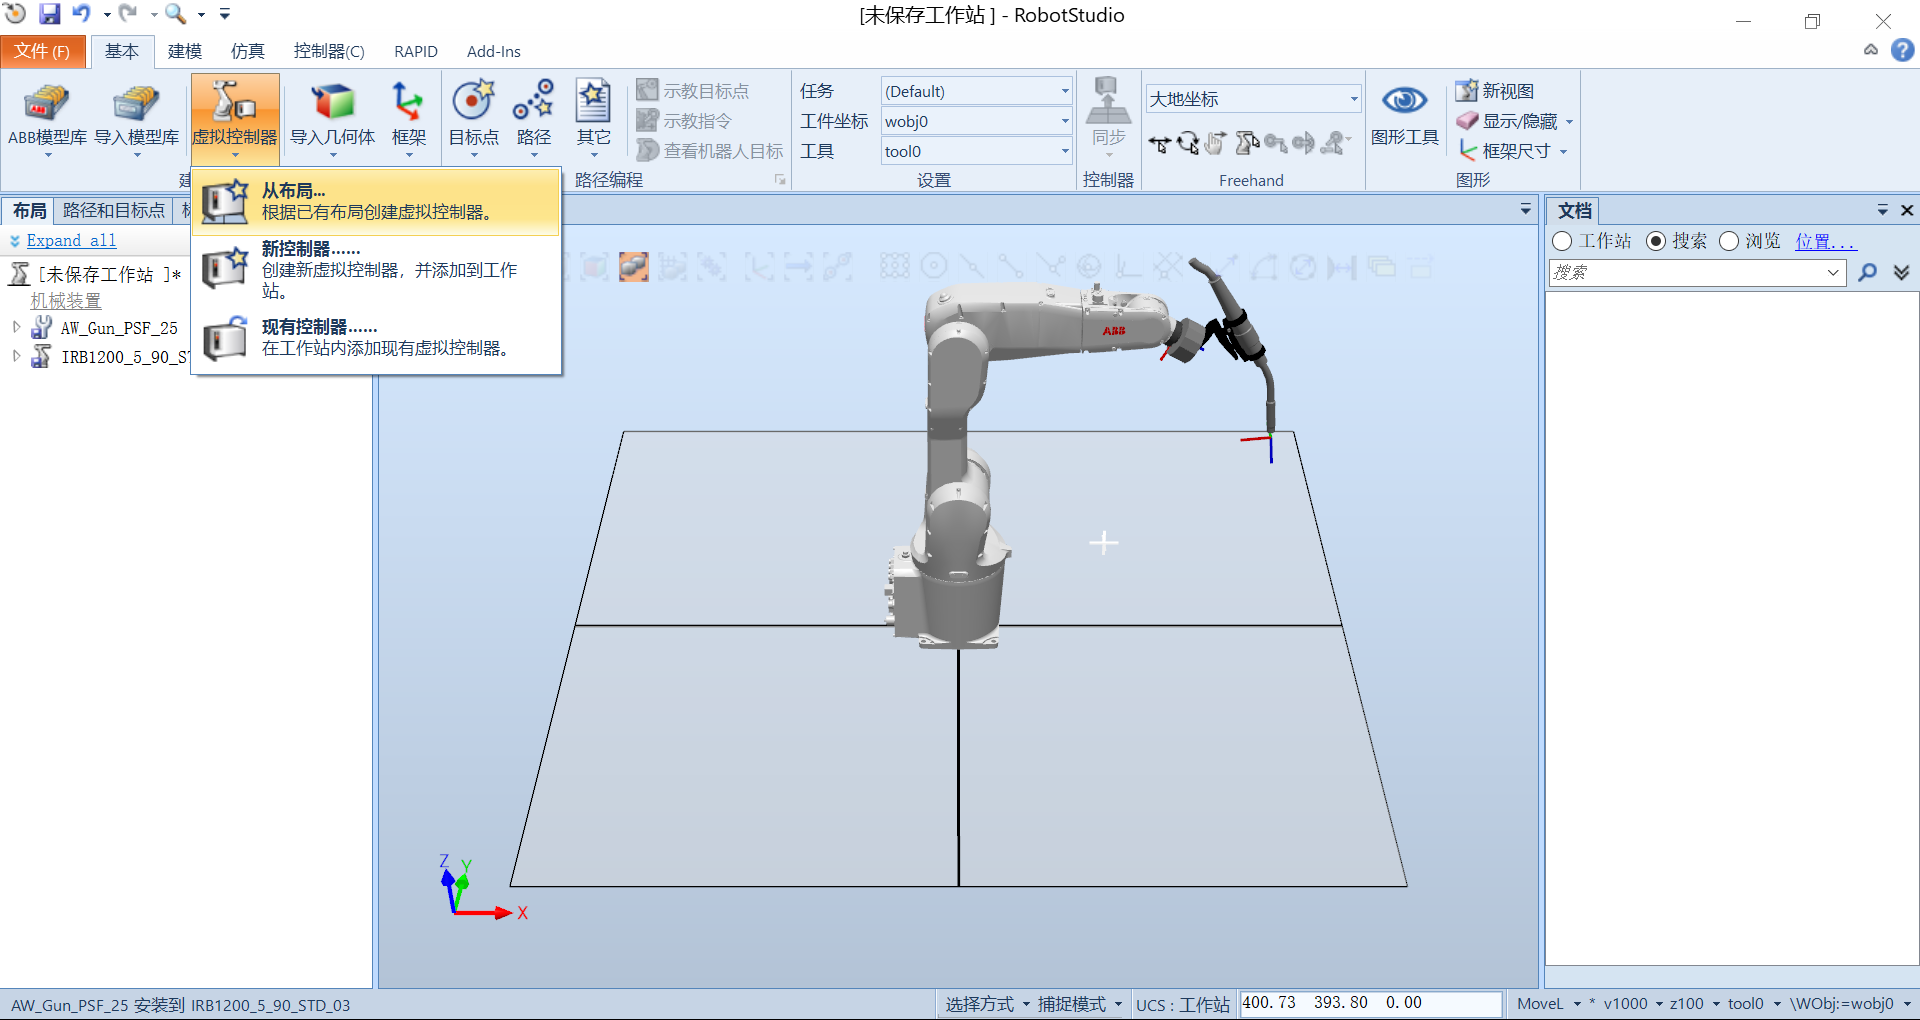 [未保存工作站 ] - RobotStudio
文件 (F) 基本 建模 仿真 控制器(C) RAPID Add-Ins
ABB模型库 导入模型库 虚拟控制器 导入几何体 框架 目标点 路径 其它
示教目标点
示教指令
查看机器人目标
任务 (Default)
工件坐标 wobj0
工具 tool0
同步
大地坐标
图形工具
新视图
显示/隐藏
框架尺寸
建 路径编程 设置 控制器 Freehand 图形
从布局...
根据已有布局创建虚拟控制器。
新控制器......
创建新虚拟控制器，并添加到工作
站。
现有控制器......
在工作站内添加现有虚拟控制器。
布局 路径和目标点
Expand all
[未保存工作站 ]*
机械装置
AW_Gun_PSF_25
IRB1200_5_90_S
ABB
Z Y
X
文档
工作站 搜索 浏览 位置...
搜索
AW_Gun_PSF_25 安装到 IRB1200_5_90_STD_03
选择方式 捕捉模式 UCS : 工作站 400.73 393.80 0.00 MoveL * v1000 z100 tool0 \WObj:=wobj0